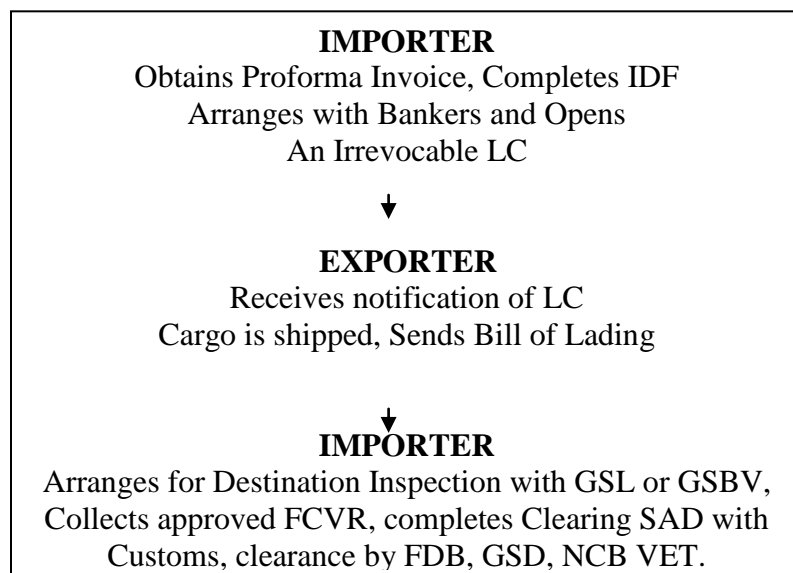 IMPORTER
Obtains Proforma Invoice, Completes IDF
Arranges with Bankers and Opens
An Irrevocable LC
EXPORTER
Receives notification of LC
Cargo is shipped, Sends Bill of Lading
IMPORTER
Arranges for Destination Inspection with GSL or GSBV,
Collects approved FCVR, completes Clearing SAD with
Customs, clearance by FDB, GSD, NCB VET.